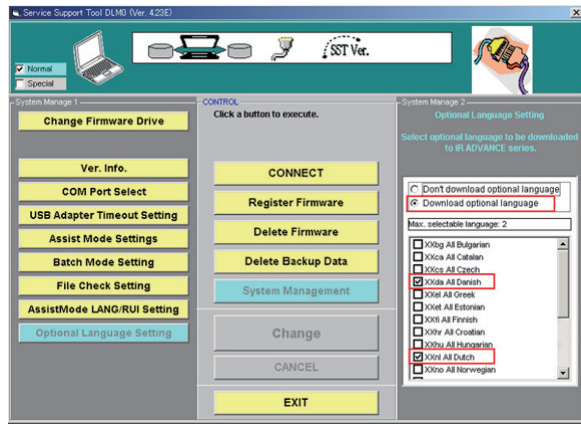 Service Support Tool DLM0 (Ver. 4.23E)
Normal
Special
SST Ver.
System Manage 1
Change Firmware Drive
Ver. Info.
COM Port Select
USB Adapter Timeout Setting
Assist Mode Settings
Batch Mode Setting
File Check Setting
AssistMode LANG/RUI Setting
Optional Language Setting
CONTROL
Click a button to execute.
CONNECT
Register Firmware
Delete Firmware
Delete Backup Data
System Management
Change
CANCEL
EXIT
System Manage 2
Optional Language Setting
Select optional language to be downloaded
to iR ADVANCE series.
Don't download optional language
Download optional language
Max. selectable language: 2
XXbg All Bulgarian
XXca All Catalan
XXcs All Czech
XXda All Danish
XXel All Greek
XXet All Estonian
XXfi All Finnish
XXhr All Croatian
XXhu All Hungarian
XXnl All Dutch
XXno All Norwegian